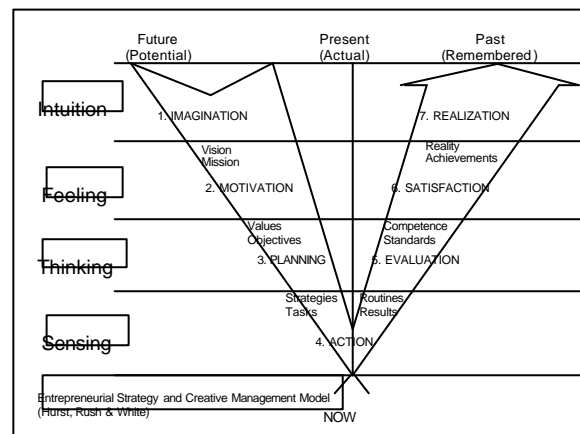 Future Present Past
(Potential) (Actual) (Remembered)
Intuition
1. IMAGINATION 7. REALIZATION
Vision Reality
Mission Achievements
Feeling
2. MOTIVATION 6. SATISFACTION
Values Competence
Objectives Standards
Thinking
3. PLANNING 5. EVALUATION
Strategies Routines
Tasks Results
Sensing
4. ACTION
Entrepreneurial Strategy and Creative Management Model
(Hurst, Rush & White)
NOW